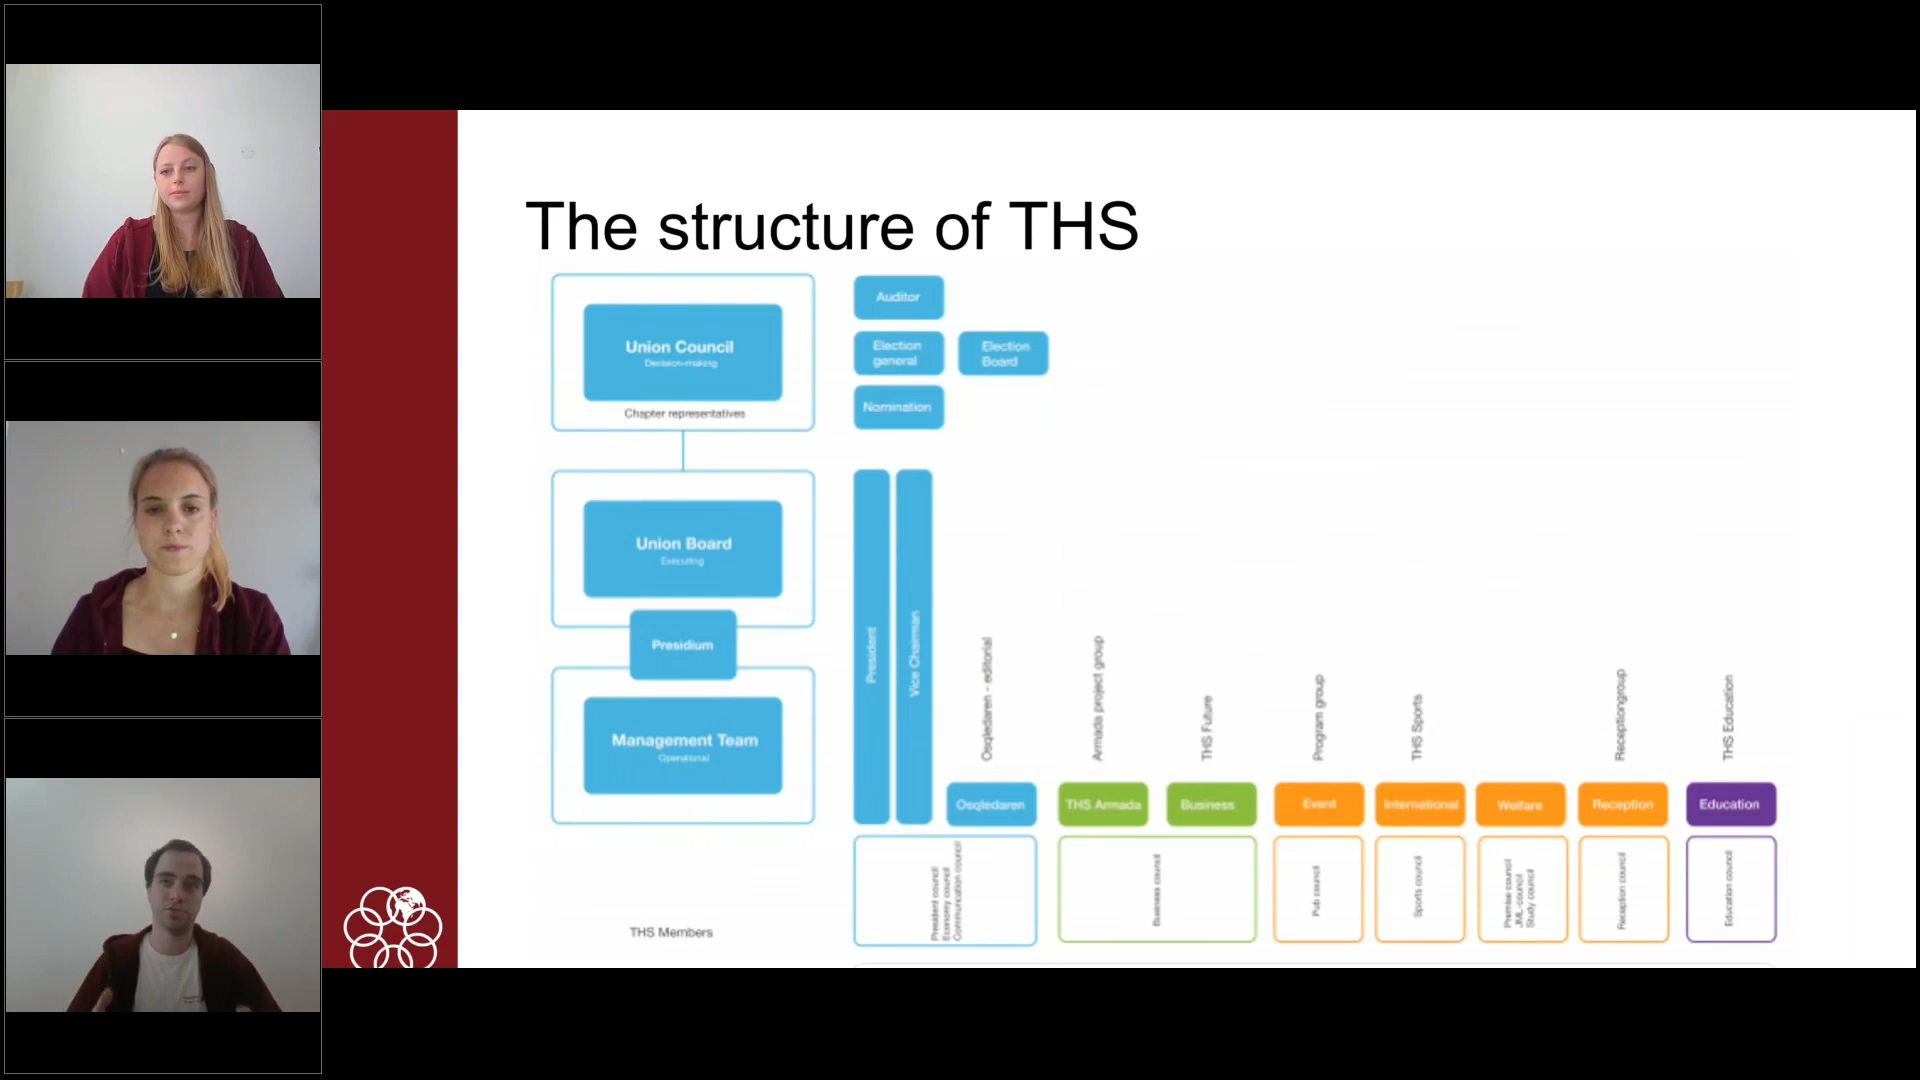 The structure of THS
Union Council
Decision-making
Chapter representatives
Auditor
Election
general
Election
Board
Nomination
Union Board
Executing
Presidium
Management Team
Operational
THS Members
President
Vice Chairman
Osqledaren - editorial
Armada project group
THS Future
Program group
THS Sports
Receptiongroup
THS Education
Osqledaren
THS Armada
Business
Event
International
Welfare
Reception
Education
President council
Economy council
Communication council
Business council
Pub council
Sports council
Premise council
JML-council
Study council
Reception council
Education council